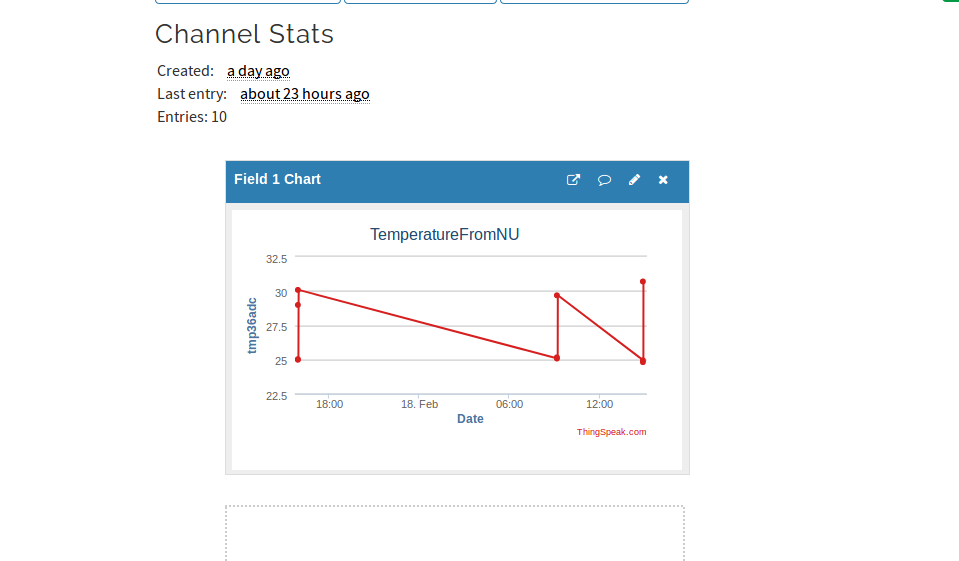 Channel Stats
Created: a day ago
Last entry: about 23 hours ago
Entries: 10
Field 1 Chart
TemperatureFromNU
32.5
30
27.5
25
22.5
tmp36adc
18:00 18. Feb 06:00 12:00
Date
ThingSpeak.com